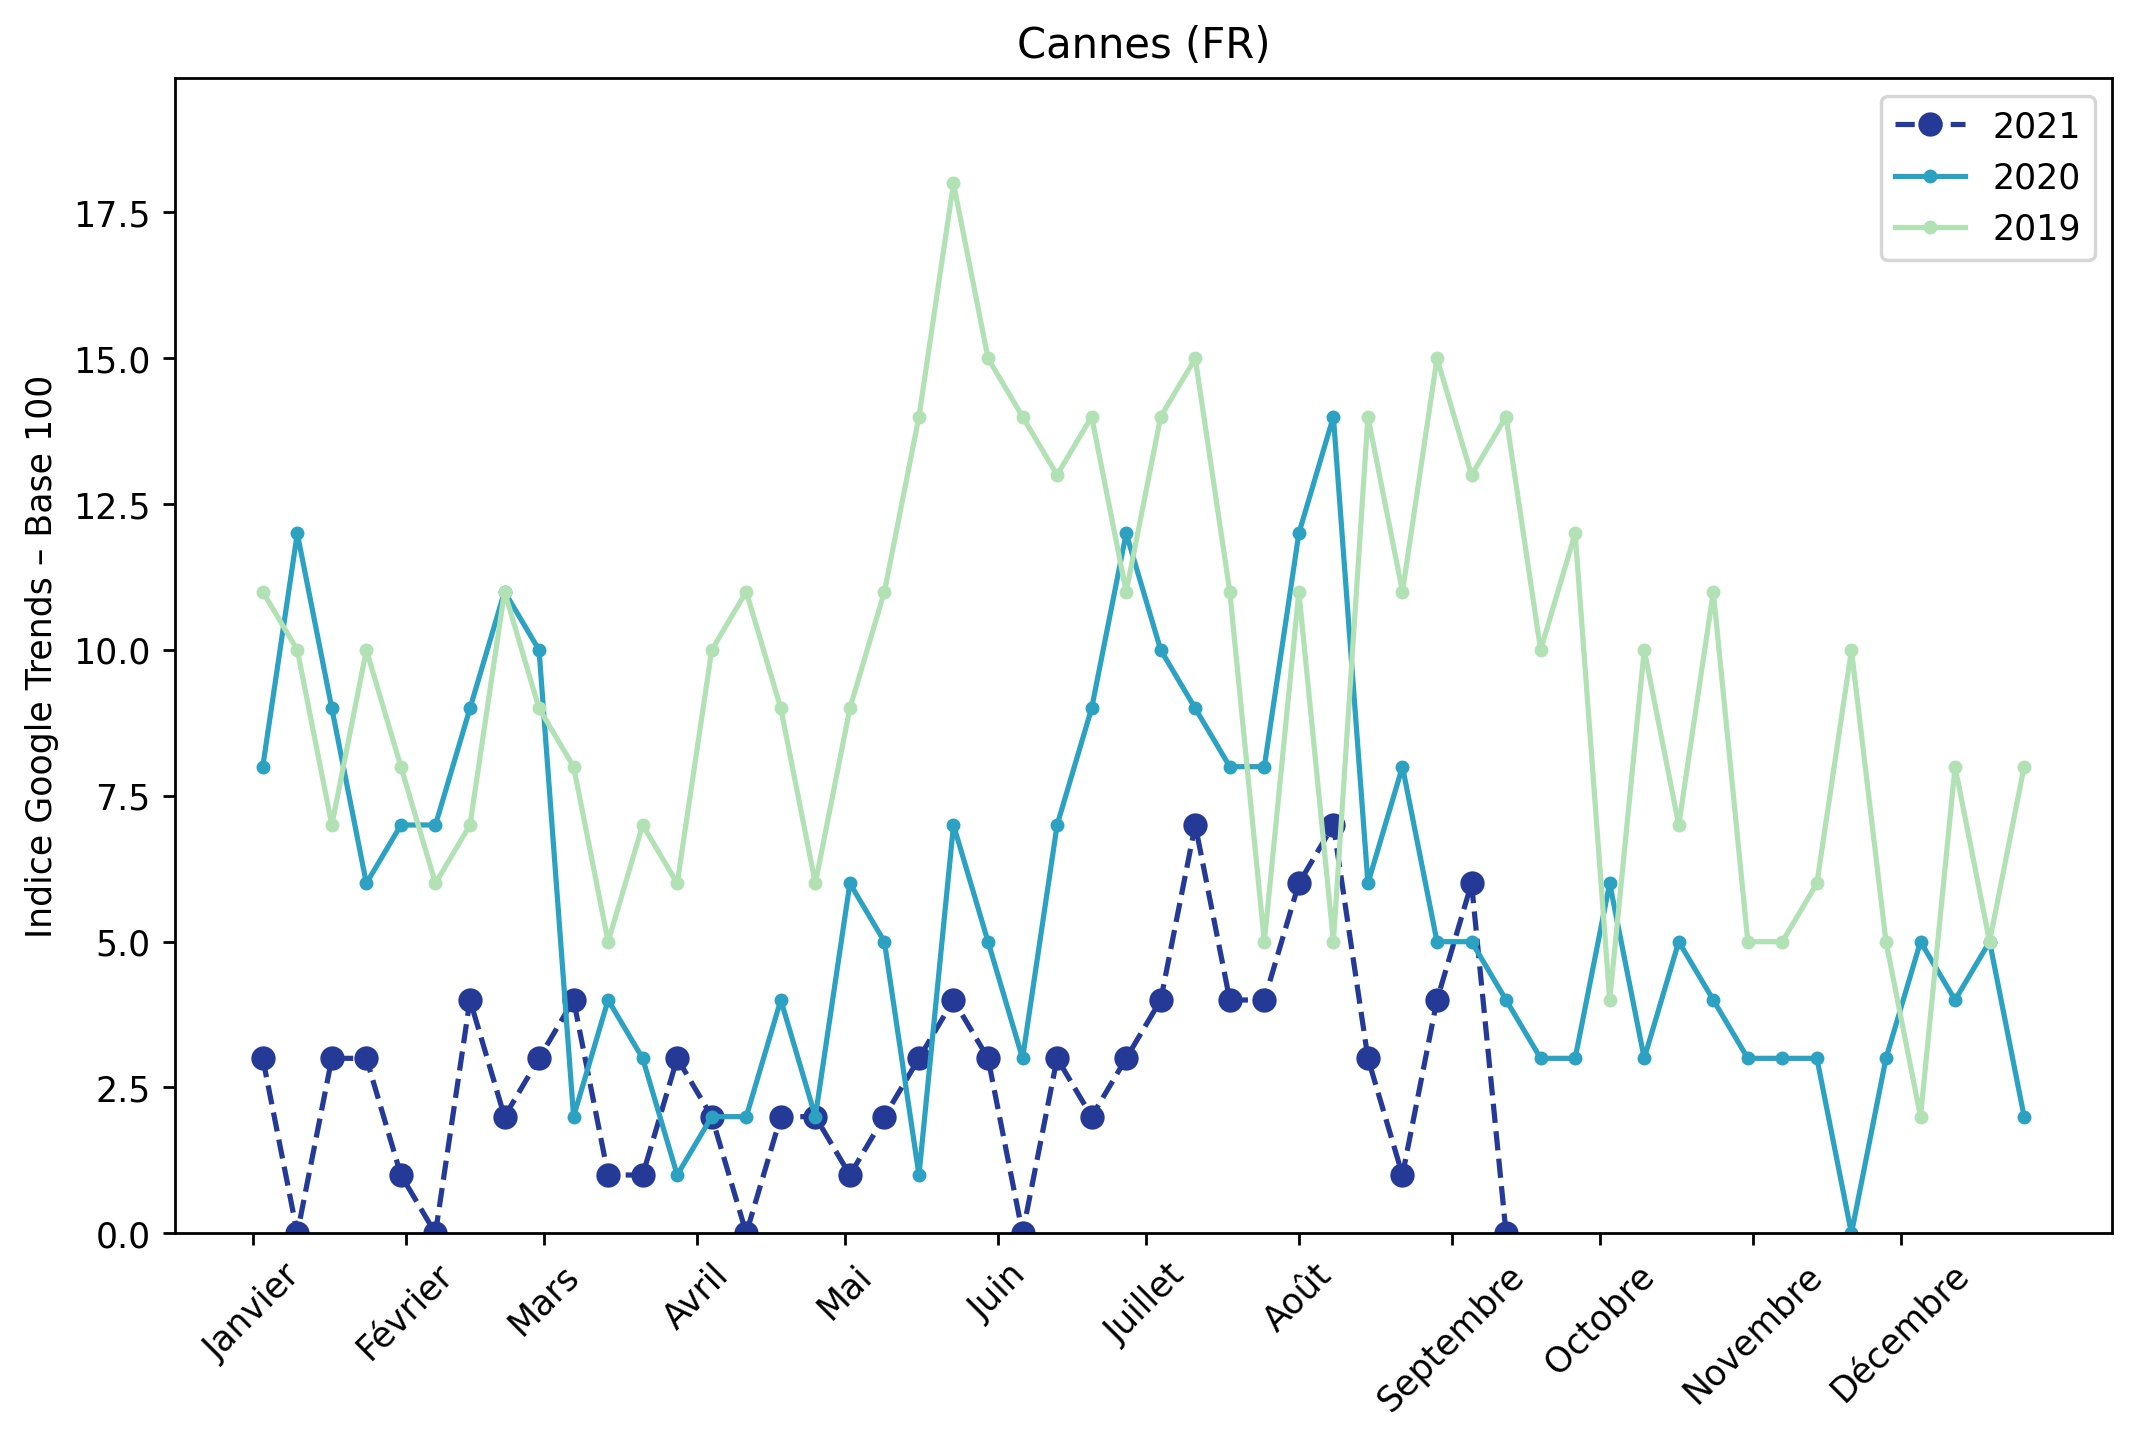 Cannes (FR)
2021
2020
2019
Indice Google Trends – Base 100
17.5
15.0
12.5
10.0
7.5
5.0
2.5
0.0
Janvier
Février
Mars
Avril
Mai
Juin
Juillet
Août
Septembre
Octobre
Novembre
Décembre